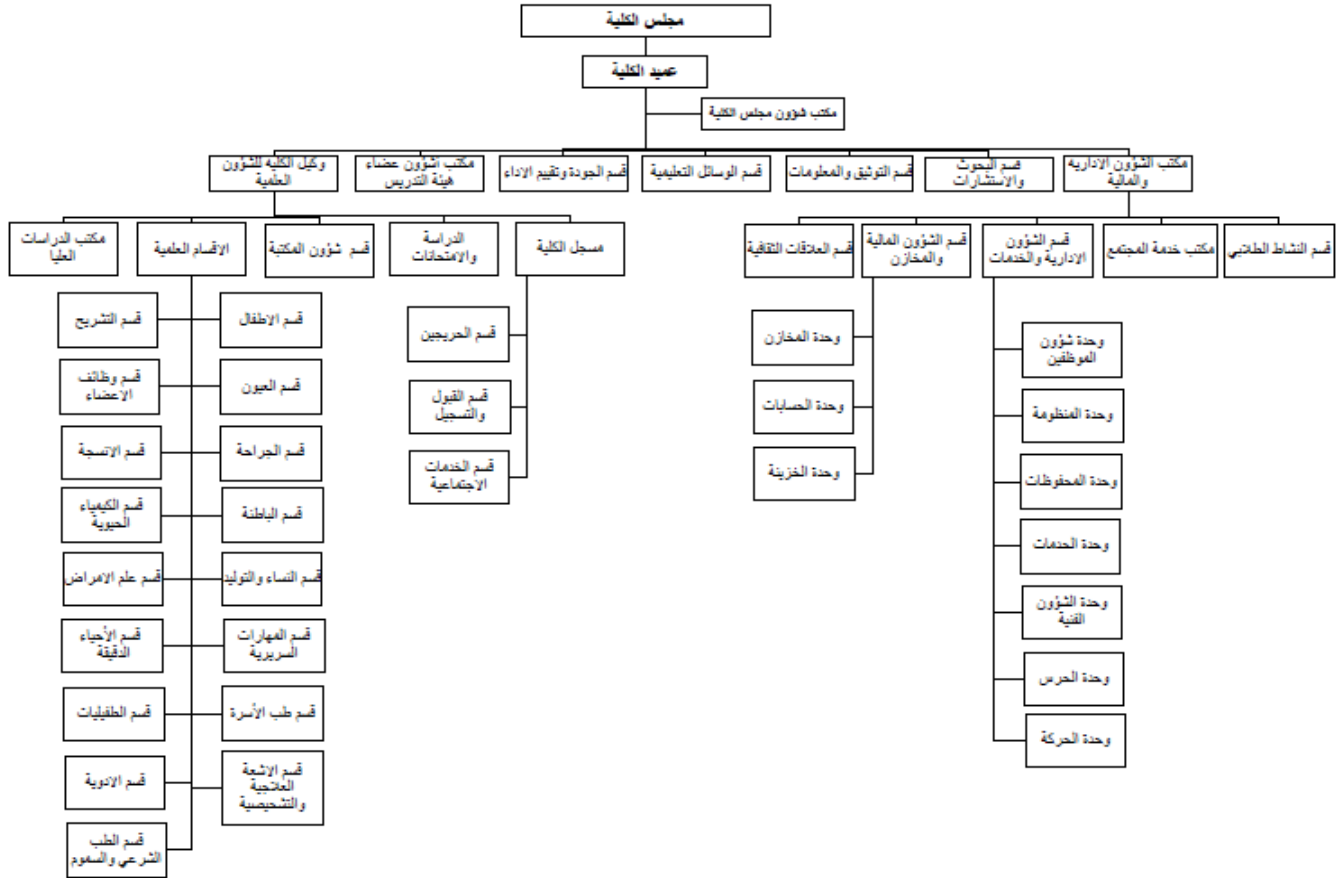 مجلس الكلية
عميد الكلية
مكتب شؤون مجلس الكلية
مكتب الشؤون الاداريه
والمالية
قسم البحوث
والاستشارات
قسم التوثيق والمعلومات
قسم الوسائل التعليمية
قسم الجودة وتقييم الاداء
مكتب اشؤون عضاء
هيئة التدريس
وكيل الكليه للشؤون
العلمية
قسم النشاط الطلابي
مكتب خدمة المجتمع
قسم الشؤون
الادارية والخدمات
قسم الشؤون المالية
والمخازن
قسم العلاقات الثقافية
مسجل الكلية
الدراسة
والامتحانات
قسم شؤون المكتبة
الاقسام العلمية
مكتب الدراسات
العليا
وحدة شؤون
الموظفين
وحدة المنظومة
وحدة المحفوظات
وحدة الحدمات
وحدة الشؤون
الفنية
وحدة الحرس
وحدة الحركة
وحدة المخازن
وحدة الحسابات
وحدة الخزينة
قسم الحريجين
قسم القبول
والتسجيل
قسم الخدمات
الاجتماعية
قسم الاطفال
قسم العيون
قسم الجراحة
قسم الباطنة
قسم النساء والتوليد
قسم المهارات
السريرية
قسم طب الأسرة
قسم الاشعة
العلاجية
والتشخيصية
قسم التشريح
قسم وظائف
الاعضاء
قسم الانسجة
قسم الكيمياء
الحيوية
قسم علم الامراض
قسم الأحياء
الدقيقة
قسم الطفيليات
قسم الادوية
قسم الطب
الشرعي والسموم